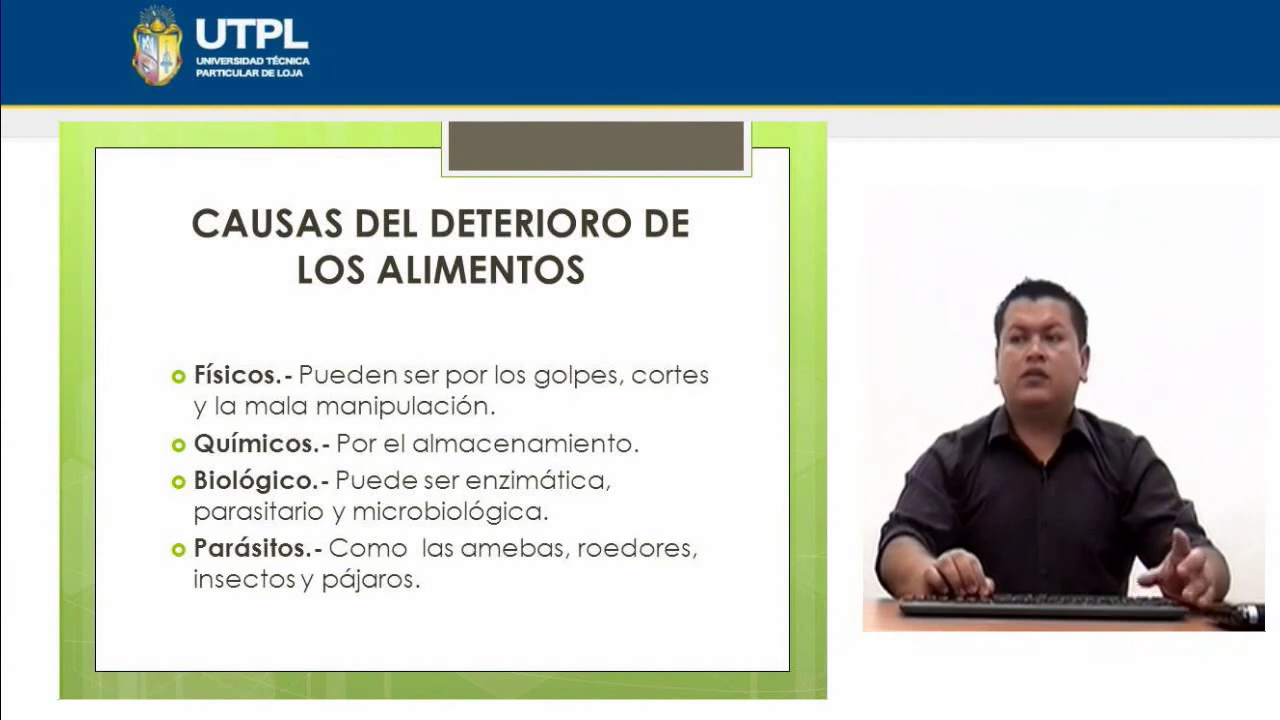 UTPL
UNIVERSIDAD TÉCNICA
PARTICULAR DE LOJA
CAUSAS DEL DETERIORO DE
LOS ALIMENTOS
Físicos.- Pueden ser por los golpes, cortes
y la mala manipulación.
Químicos.- Por el almacenamiento.
Biológico.- Puede ser enzimática,
parasitario y microbiológica.
Parásitos.- Como las amebas, roedores,
insectos y pájaros.